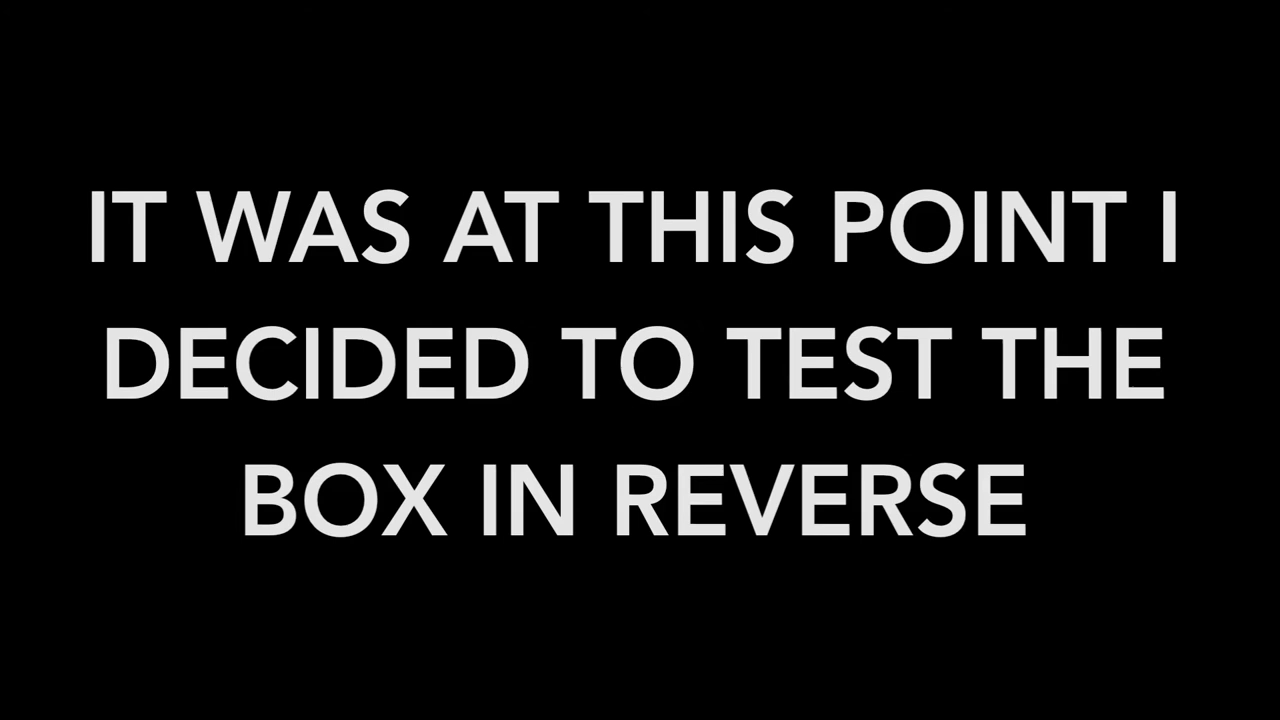 IT WAS AT THIS POINT I
DECIDED TO TEST THE
BOX IN REVERSE